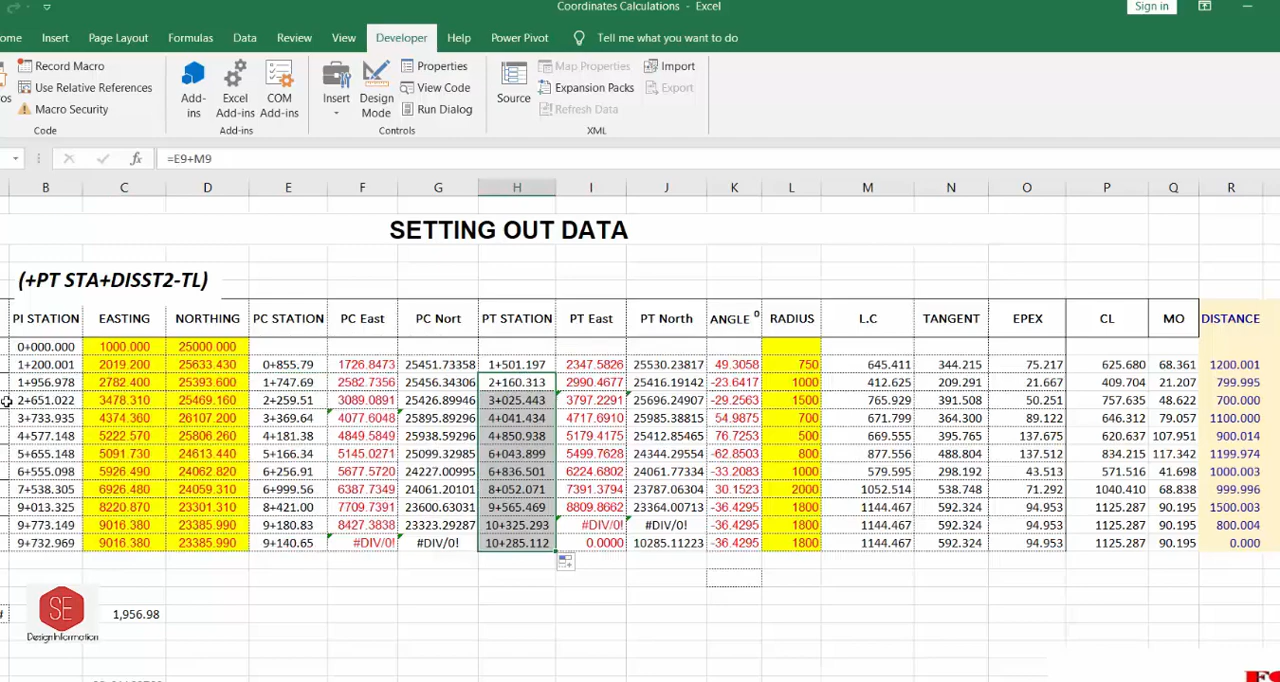 Coordinates Calculations - Excel
Sign in
ome Insert Page Layout Formulas Data Review View Developer Help Power Pivot Tell me what you want to do
Record Macro
Use Relative References
Macro Security
Code
Add-ins
Excel Add-ins
COM Add-ins
Add-ins
Insert
Design Mode
Properties
View Code
Run Dialog
Controls
Source
Map Properties
Expansion Packs
Refresh Data
Import
Export
XML
fx =E9+M9
B C D E F G H I J K L M N O P Q R
SETTING OUT DATA
(+PT STA+DISST2-TL)
PI STATION EASTING NORTHING PC STATION PC East PC Nort PT STATION PT East PT North ANGLE 0 RADIUS L.C TANGENT EPEX CL MO DISTANCE
0+000.000 1000.000 25000.000
1+200.001 2019.200 25633.430 0+855.79 1726.8473 25451.73358 1+501.197 2347.5826 25530.23817 49.3058 750 645.411 344.215 75.217 625.680 68.361 1200.001
1+956.978 2782.400 25393.600 1+747.69 2582.7356 25456.34306 2+160.313 2990.4677 25416.19142 -23.6417 1000 412.625 209.291 21.667 409.704 21.207 799.995
2+651.022 3478.310 25469.160 2+259.51 3089.0891 25426.89946 3+025.443 3797.2291 25696.24907 -29.2563 1500 765.929 391.508 50.251 757.635 48.622 700.000
3+733.935 4374.360 26107.200 3+369.64 4077.6048 25895.89296 4+041.434 4717.6910 25985.38815 54.9875 700 671.799 364.300 89.122 646.312 79.057 1100.000
4+577.148 5222.570 25806.260 4+181.38 4849.5849 25938.59296 4+850.938 5179.4175 25412.85465 76.7253 500 669.555 395.765 137.675 620.637 107.951 900.014
5+655.148 5091.730 24613.440 5+166.34 5145.0271 25099.32985 6+043.899 5499.7628 24344.29554 -62.8503 800 877.556 488.804 137.512 834.215 117.342 1199.974
6+555.098 5926.490 24062.820 6+256.91 5677.5720 24227.00995 6+836.501 6224.6802 24061.77334 -33.2083 1000 579.595 298.192 43.513 571.516 41.698 1000.003
7+538.305 6926.480 24059.310 6+999.56 6387.7349 24061.20101 8+052.071 7391.3794 23787.06304 30.1523 2000 1052.514 538.748 71.292 1040.410 68.838 999.996
9+013.325 8220.870 23301.310 8+421.00 7709.7391 23600.63031 9+565.469 8809.8662 23364.00713 -36.4295 1800 1144.467 592.324 94.953 1125.287 90.195 1500.003
9+773.149 9016.380 23385.990 9+180.83 8427.3838 23323.29287 10+325.293 #DIV/0! #DIV/0! -36.4295 1800 1144.467 592.324 94.953 1125.287 90.195 800.004
9+732.969 9016.380 23385.990 9+140.65 #DIV/0! #DIV/0! 10+285.112 0.0000 10285.11223 -36.4295 1800 1144.467 592.324 94.953 1125.287 90.195 0.000
1,956.98
SE
DesignInformation